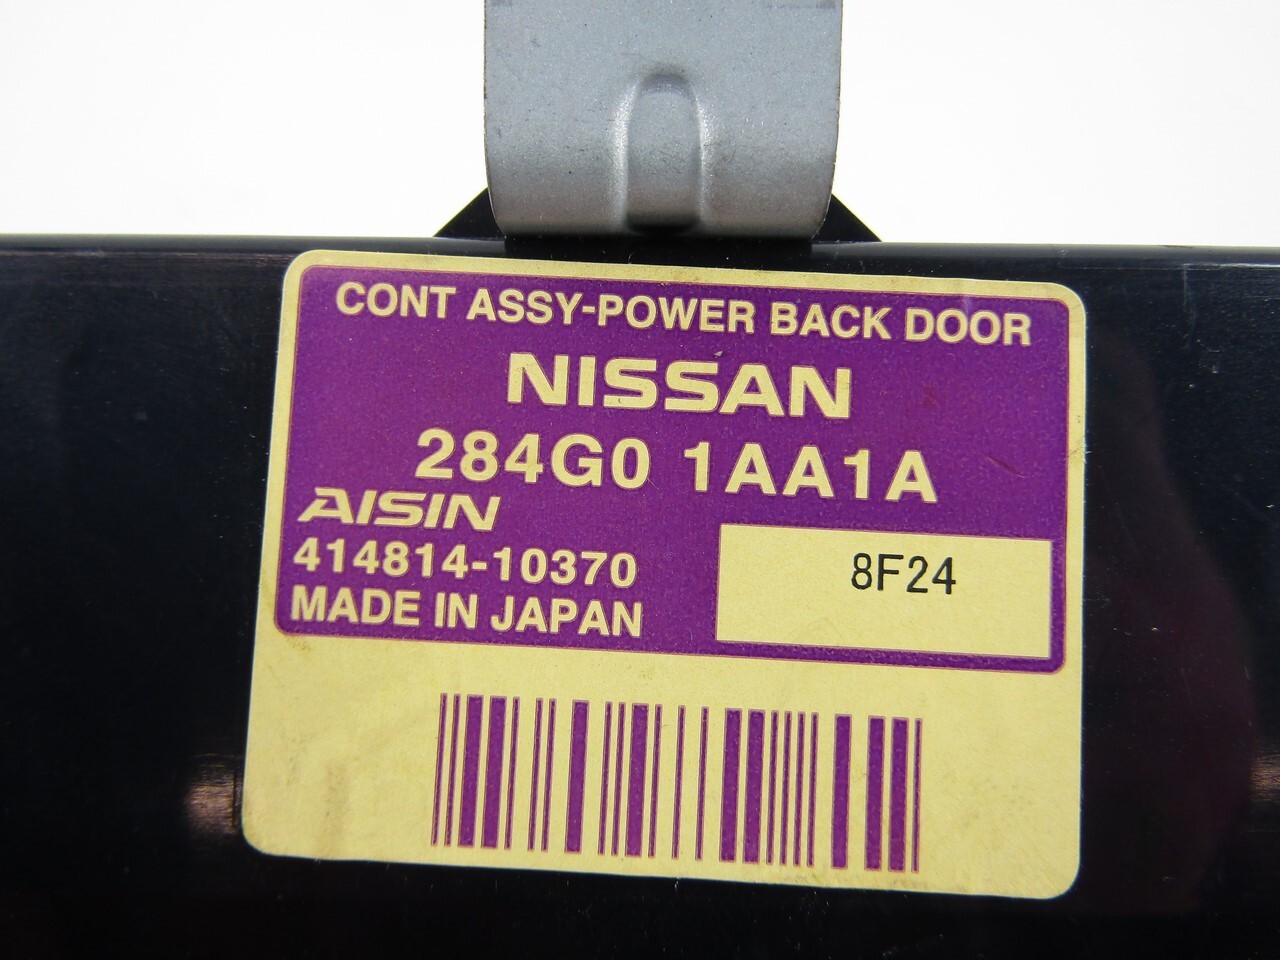 CONT ASSY-POWER BACK DOOR
NISSAN
284G0 1AA1A
AISIN
414814-10370
MADE IN JAPAN
8F24